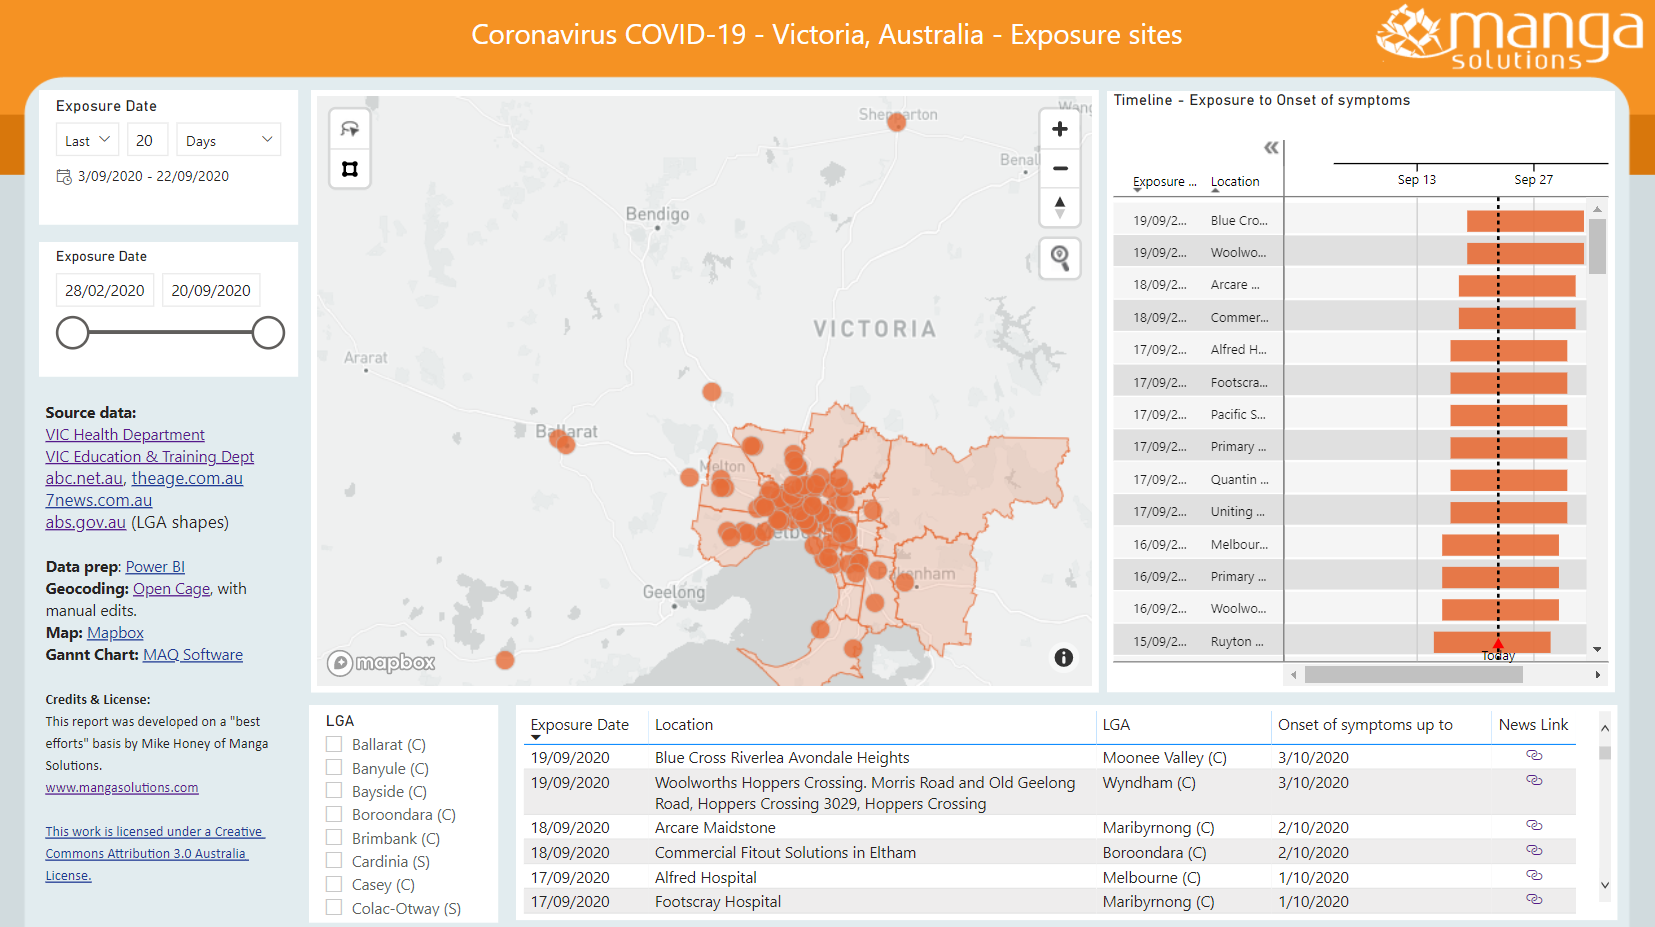 Coronavirus COVID-19 - Victoria, Australia - Exposure sites
manga
solutions
Exposure Date
Last
20
Days
3/09/2020 - 22/09/2020
Exposure Date
28/02/2020
20/09/2020
Source data:
VIC Health Department
VIC Education & Training Dept
abc.net.au, theage.com.au
7news.com.au
abs.gov.au (LGA shapes)
Data prep: Power BI
Geocoding: Open Cage, with
manual edits.
Map: Mapbox
Gannt Chart: MAQ Software
Credits & License:
This report was developed on a "best
efforts" basis by Mike Honey of Manga
Solutions.
www.mangasolutions.com
This work is licensed under a Creative
Commons Attribution 3.0 Australia
License.
Shepparton
Wang
Benal
Bendigo
VICTORIA
Ararat
Ballarat
Melton
Pakenham
Geelong
mapbox
Timeline - Exposure to Onset of symptoms
Exposure ... Location
Sep 13
Sep 27
19/09/2... Blue Cro...
19/09/2... Woolwo...
18/09/2... Arcare ...
18/09/2... Commer...
17/09/2... Alfred H...
17/09/2... Footscra...
17/09/2... Pacific S...
17/09/2... Primary ...
17/09/2... Quantin ...
17/09/2... Uniting ...
16/09/2... Melbour...
16/09/2... Primary ...
16/09/2... Woolwo...
15/09/2... Ruyton ...
Today
LGA
Ballarat (C)
Banyule (C)
Bayside (C)
Boroondara (C)
Brimbank (C)
Cardinia (S)
Casey (C)
Colac-Otway (S)
Exposure Date Location LGA Onset of symptoms up to News Link
19/09/2020 Blue Cross Riverlea Avondale Heights Moonee Valley (C) 3/10/2020
19/09/2020 Woolworths Hoppers Crossing. Morris Road and Old Geelong Wyndham (C) 3/10/2020
Road, Hoppers Crossing 3029, Hoppers Crossing
18/09/2020 Arcare Maidstone Maribyrnong (C) 2/10/2020
18/09/2020 Commercial Fitout Solutions in Eltham Boroondara (C) 2/10/2020
17/09/2020 Alfred Hospital Melbourne (C) 1/10/2020
17/09/2020 Footscray Hospital Maribyrnong (C) 1/10/2020